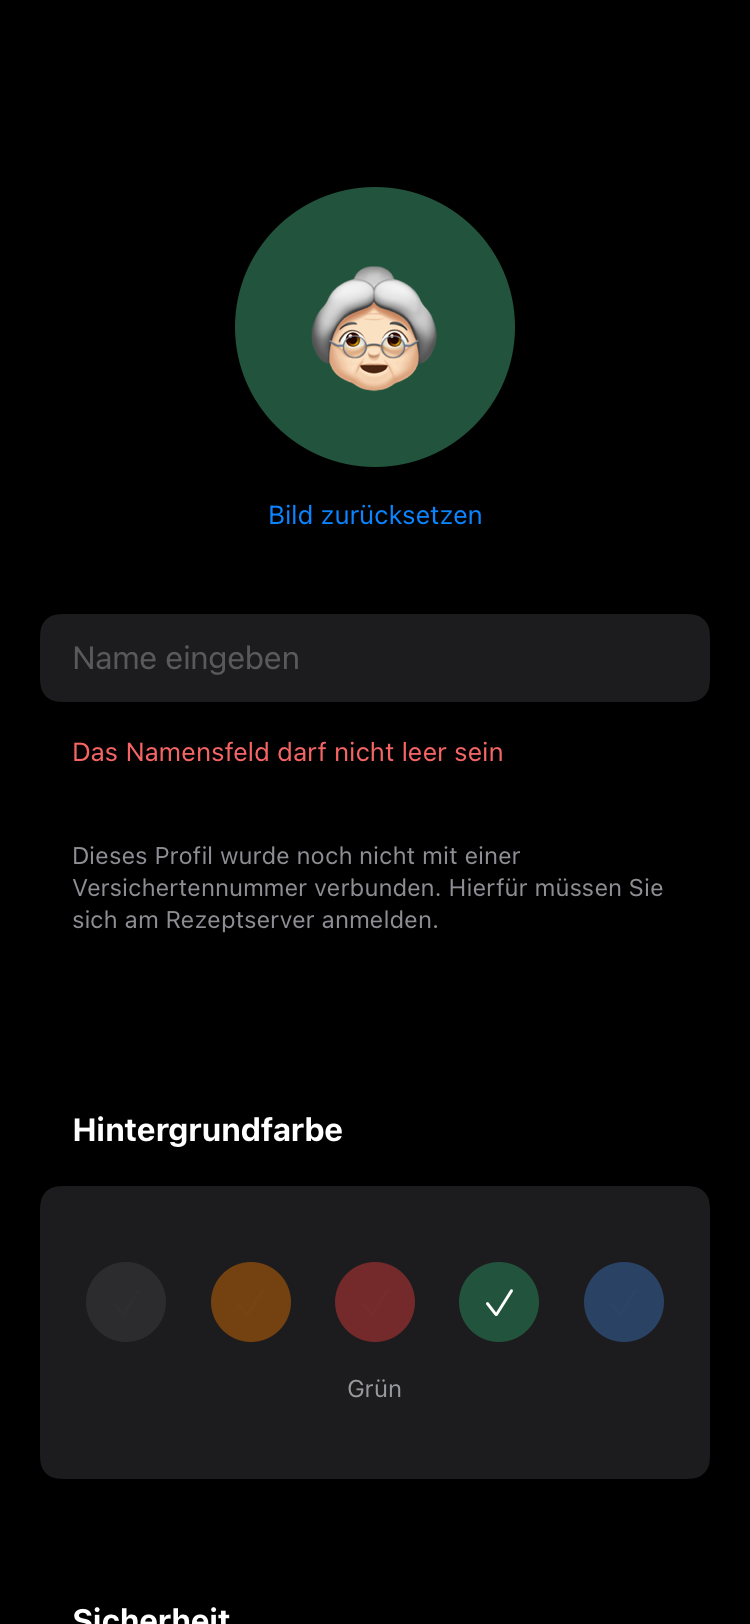 Bild zurücksetzen
Name eingeben
Das Namensfeld darf nicht leer sein
Dieses Profil wurde noch nicht mit einer
Versichertennummer verbunden. Hierfür müssen Sie
sich am Rezeptserver anmelden.
Hintergrundfarbe
Grün
Sicherheit